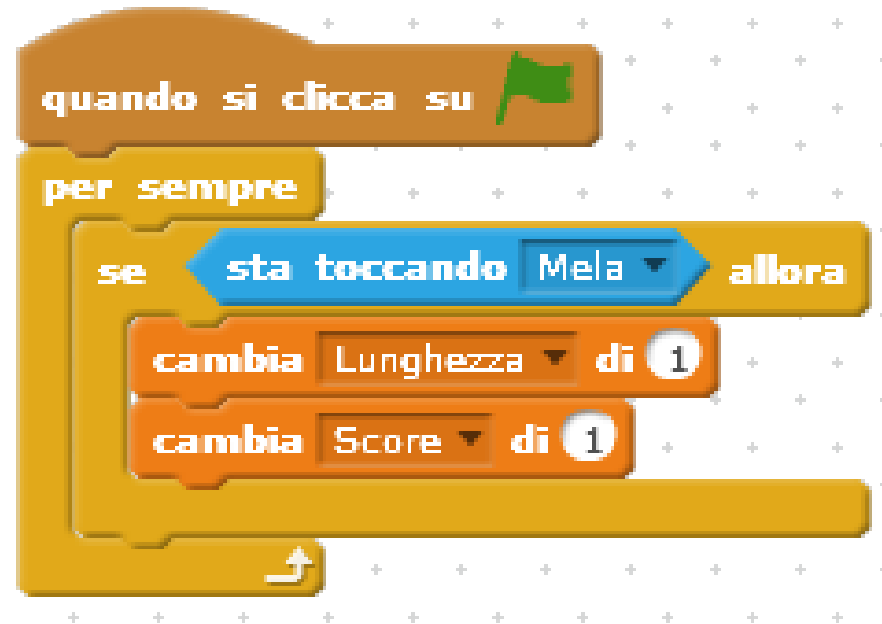 quando si clicca su
per sempre
se sta toccando Mela allora
cambia Lunghezza di 1
cambia Score di 1